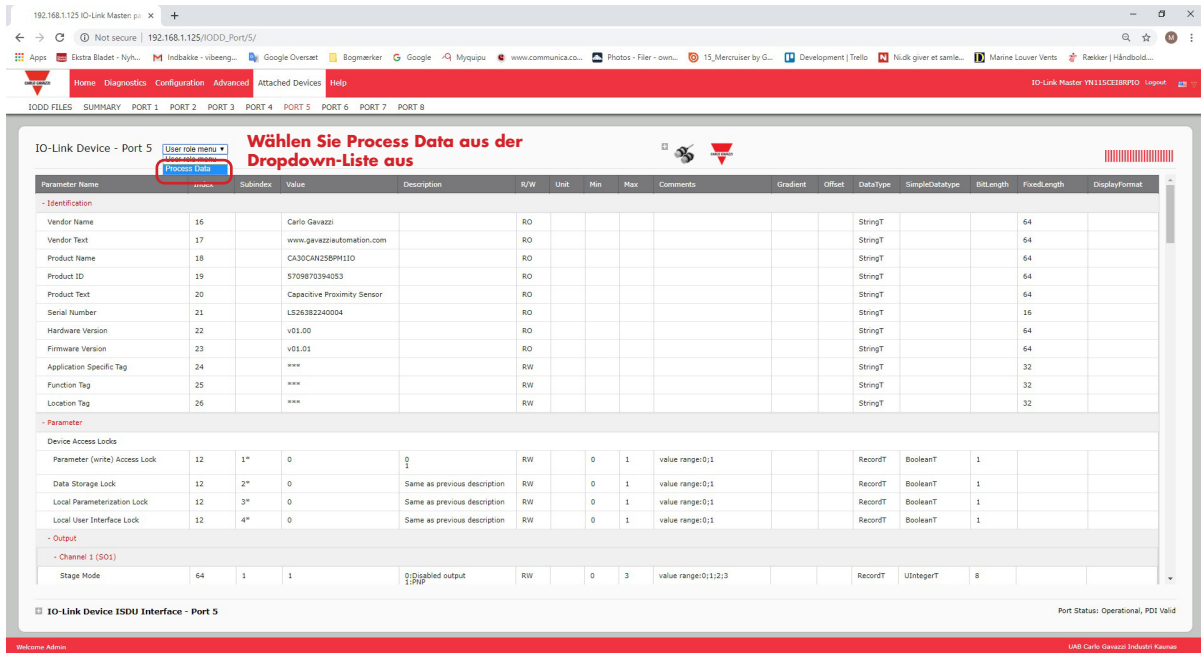 192.168.1.125 IO-Link Master: pa
Not secure | 192.168.1.125/IODD_Port/5/
Apps Ekstra Bladet - Nyh... Indbakke - vibeeng... Google Oversæt Bogmærker Google Myquipu www.communica.co... Photos - Filer - own... 15_Mercruiser by G... Development | Trello Ni.dk giver et samle... Marine Louver Vents Rækker | Håndbold....
CARLO GAVAZZI Home Diagnostics Configuration Advanced Attached Devices Help IO-Link Master YN115CEI8RPIO Logout
IODD FILES SUMMARY PORT 1 PORT 2 PORT 3 PORT 4 PORT 5 PORT 6 PORT 7 PORT 8
IO-Link Device - Port 5 User role menu
User role menu
Process Data
Wählen Sie Process Data aus der
Dropdown-Liste aus
CARLO GAVAZZI
Parameter Name Index Subindex Value Description R/W Unit Min Max Comments Gradient Offset DataType SimpleDatatype BitLength FixedLength DisplayFormat
- Identification
Vendor Name 16 Carlo Gavazzi RO StringT 64
Vendor Text 17 www.gavazziautomation.com RO StringT 64
Product Name 18 CA30CAN25BPM1IO RO StringT 64
Product ID 19 5709870394053 RO StringT 64
Product Text 20 Capacitive Proximity Sensor RO StringT 64
Serial Number 21 LS26382240004 RO StringT 16
Hardware Version 22 v01.00 RO StringT 64
Firmware Version 23 v01.01 RO StringT 64
Application Specific Tag 24 *** RW StringT 32
Function Tag 25 *** RW StringT 32
Location Tag 26 *** RW StringT 32
- Parameter
Device Access Locks
Parameter (write) Access Lock 12 1* 0 0 RW 0 1 value range:0;1 RecordT BooleanT 1
1
Data Storage Lock 12 2* 0 Same as previous description RW 0 1 value range:0;1 RecordT BooleanT 1
Local Parameterization Lock 12 3* 0 Same as previous description RW 0 1 value range:0;1 RecordT BooleanT 1
Local User Interface Lock 12 4* 0 Same as previous description RW 0 1 value range:0;1 RecordT BooleanT 1
- Output
- Channel 1 (SO1)
Stage Mode 64 1 1 0:Disabled output RW 0 3 value range:0;1;2;3 RecordT UIntegerT 8
1:PNP
IO-Link Device ISDU Interface - Port 5 Port Status: Operational, PDI Valid
Welcome Admin UAB Carlo Gavazzi Industri Kaunas